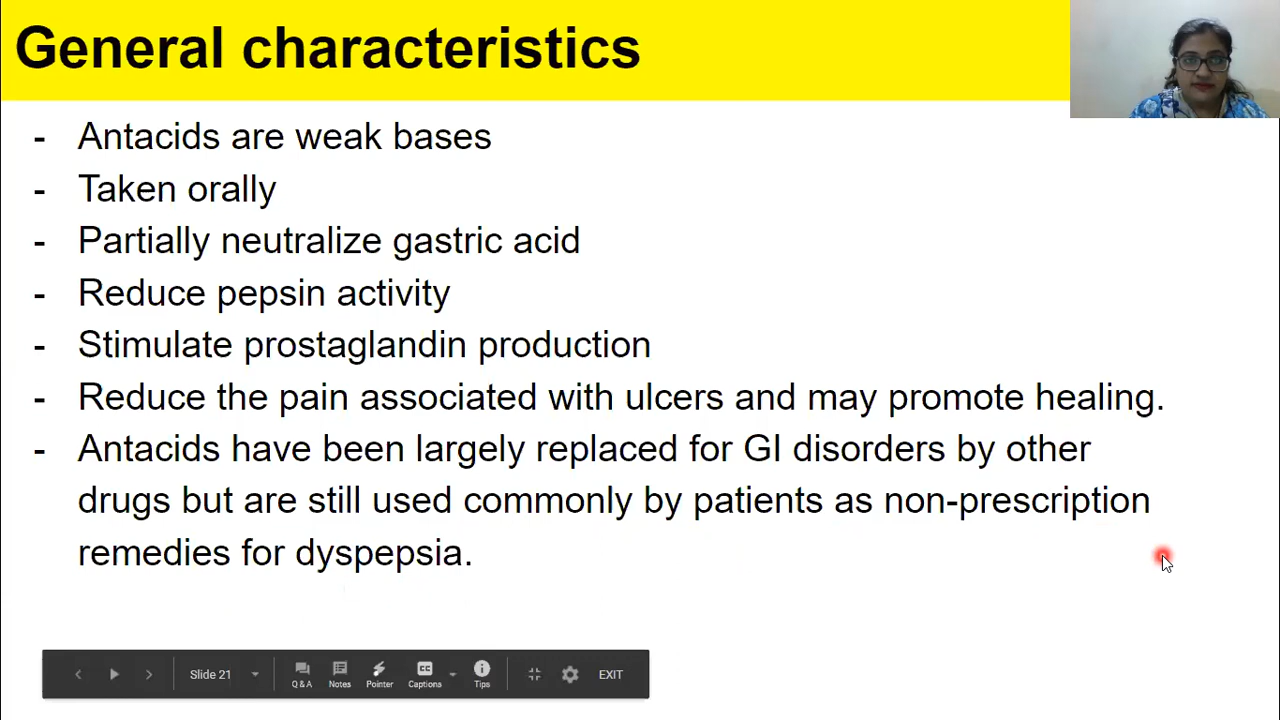 General characteristics
- Antacids are weak bases
- Taken orally
- Partially neutralize gastric acid
- Reduce pepsin activity
- Stimulate prostaglandin production
- Reduce the pain associated with ulcers and may promote healing.
- Antacids have been largely replaced for GI disorders by other
drugs but are still used commonly by patients as non-prescription
remedies for dyspepsia.
Slide 21
Q & A
Notes
Pointer
CC
Captions
Tips
EXIT